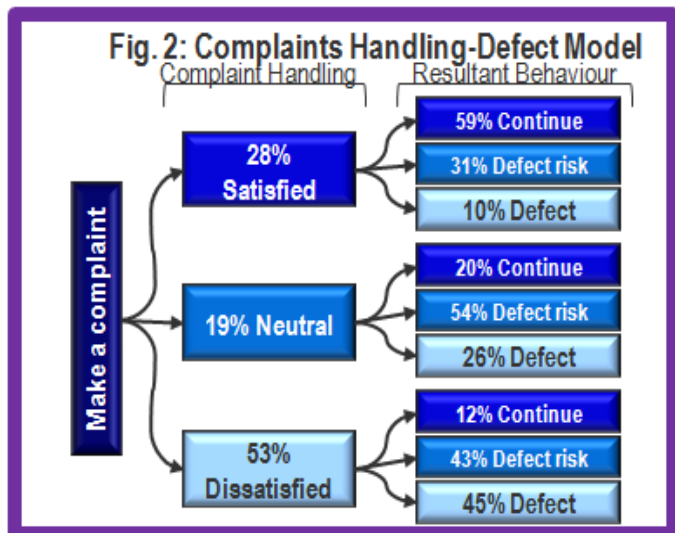 Fig. 2: Complaints Handling-Defect Model
Complaint Handling
Resultant Behaviour
Make a complaint
28%
Satisfied
59% Continue
31% Defect risk
10% Defect
19% Neutral
20% Continue
54% Defect risk
26% Defect
53%
Dissatisfied
12% Continue
43% Defect risk
45% Defect